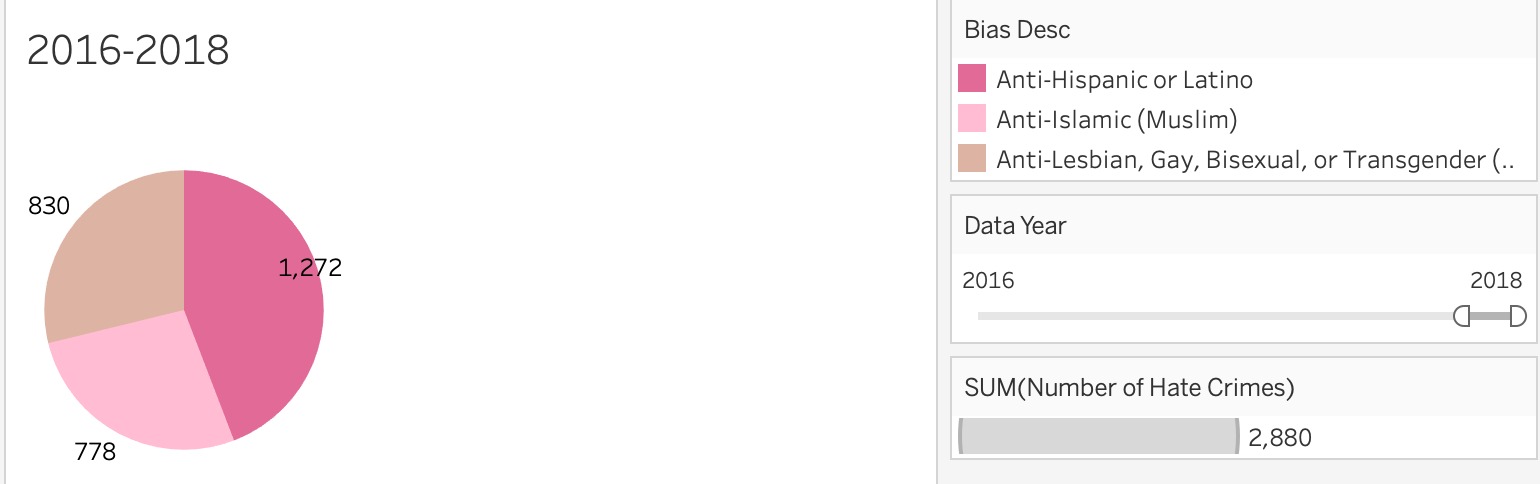 2016-2018
830
1,272
778
Bias Desc
Anti-Hispanic or Latino
Anti-Islamic (Muslim)
Anti-Lesbian, Gay, Bisexual, or Transgender (..
Data Year
2016 2018
SUM(Number of Hate Crimes)
2,880